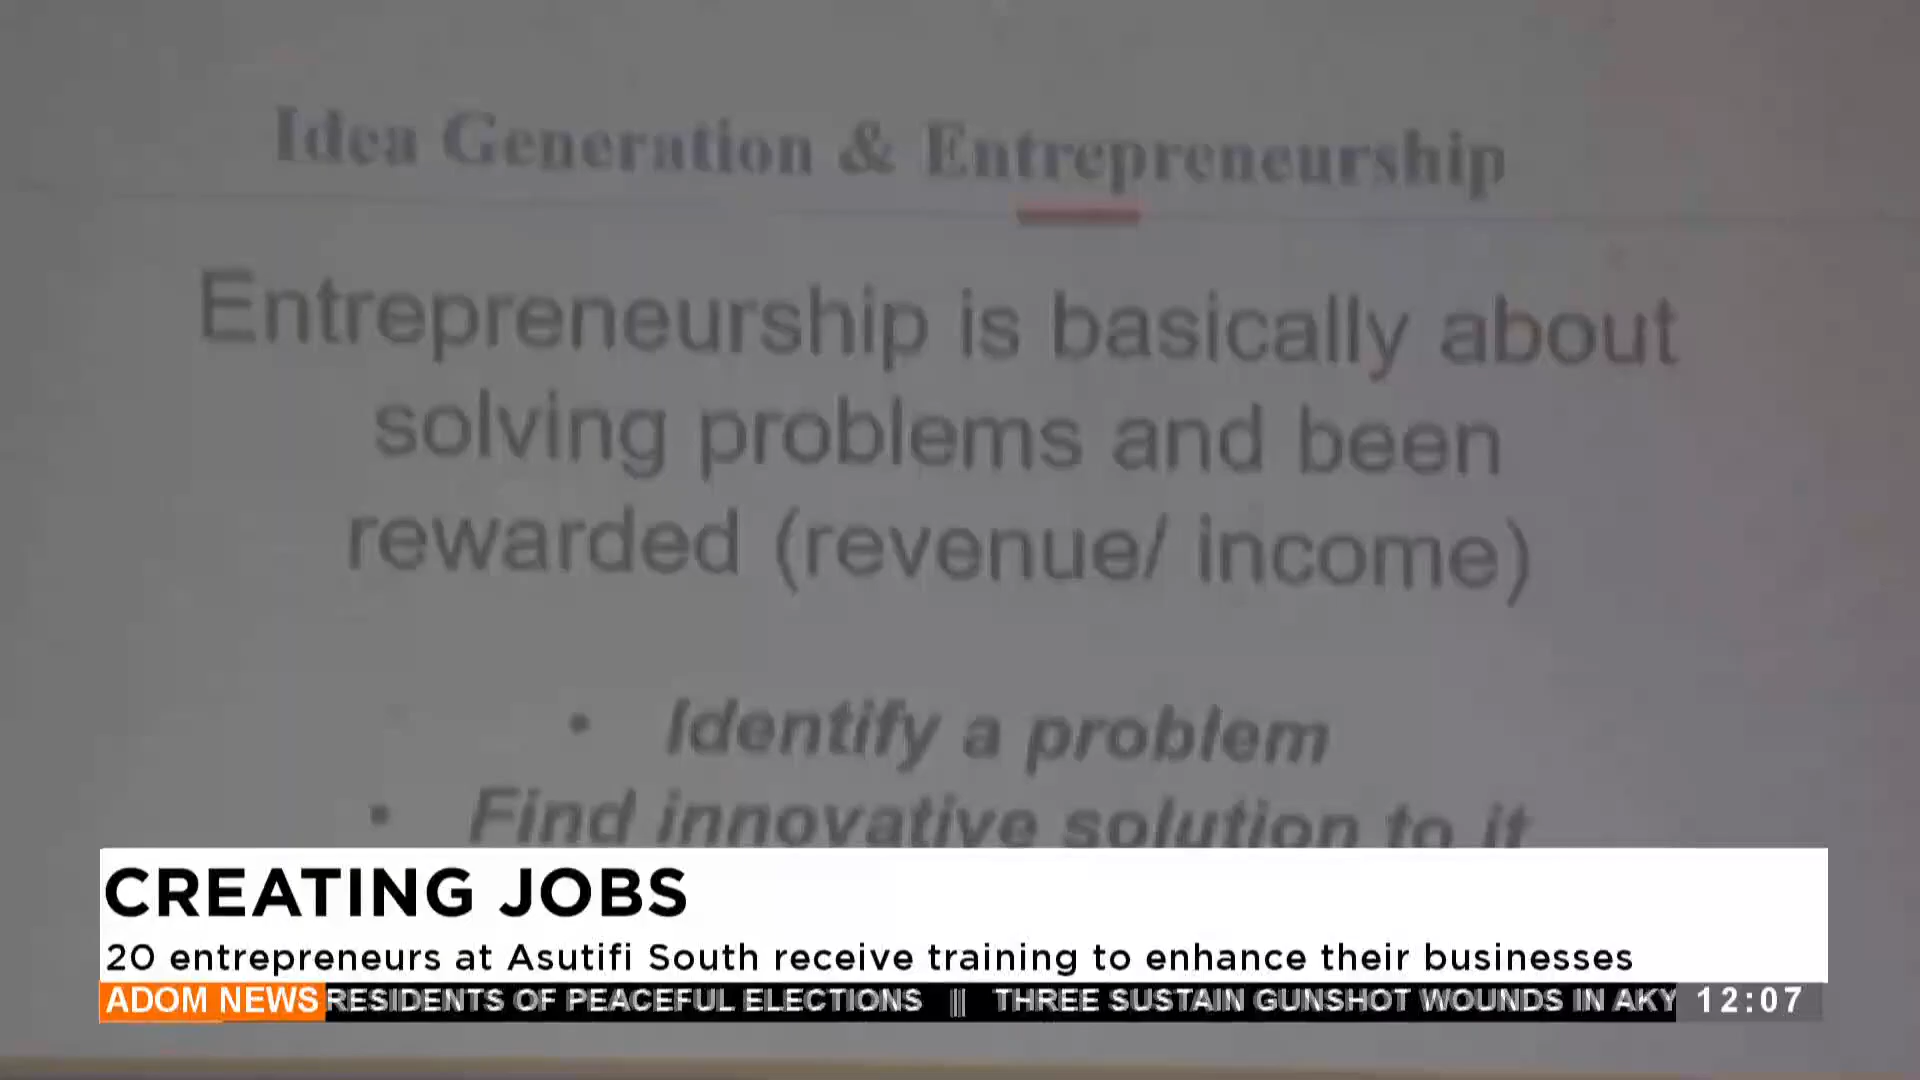 Idea Generation & Entrepreneurship
Entrepreneurship is basically about
solving problems and been
rewarded (revenue/ income)
• Identify a problem
• Find innovative solution to it
CREATING JOBS
20 entrepreneurs at Asutifi South receive training to enhance their businesses
ADOM NEWS RESIDENTS OF PEACEFUL ELECTIONS ||| THREE SUSTAIN GUNSHOT WOUNDS IN AKY 12:07